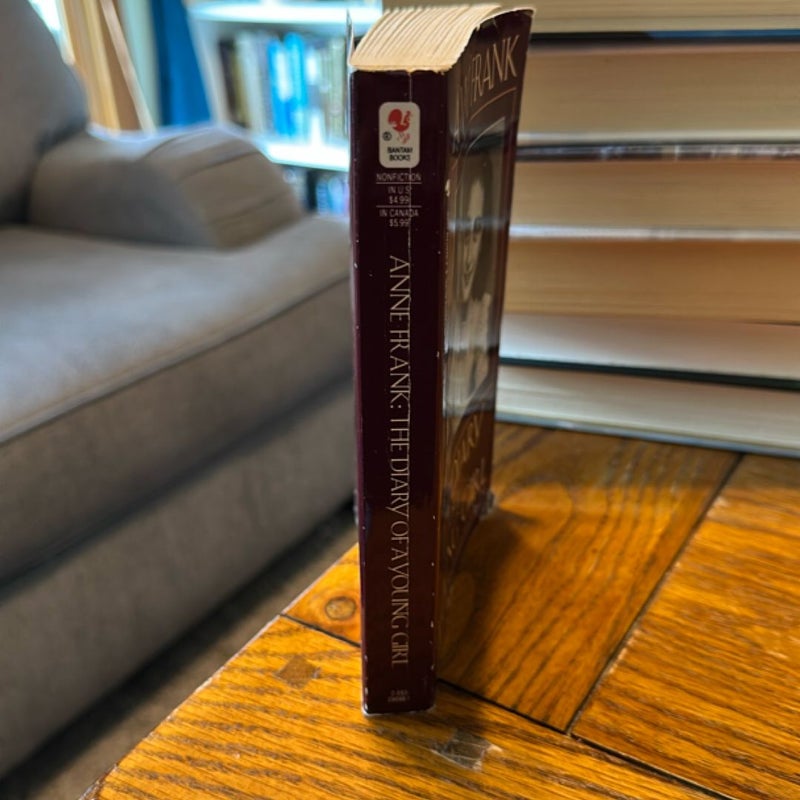 BANTAM
BOOKS
NONFICTION
IN U.S.
$4.99
IN CANADA
$5.99
ANNE FRANK: THE DIARY OF A YOUNG GIRL
FRANK